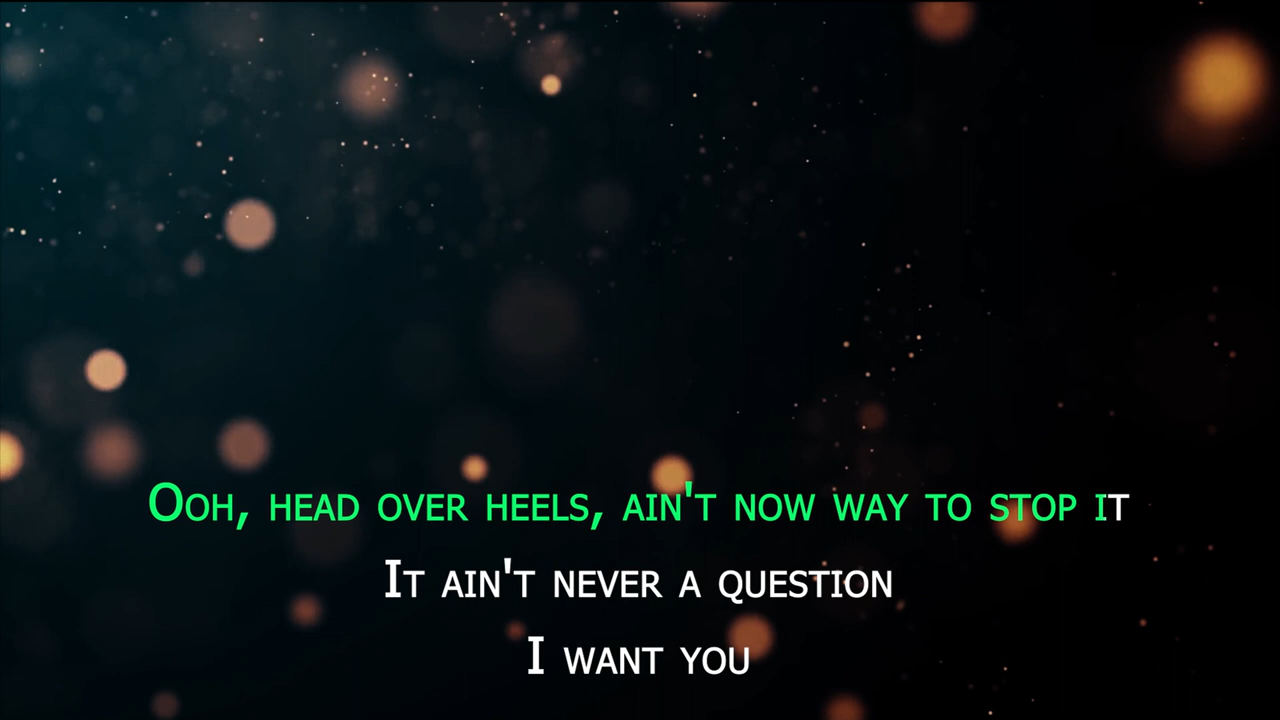 Ooh, head over heels, ain't now way to stop it
It ain't never a question
I want you